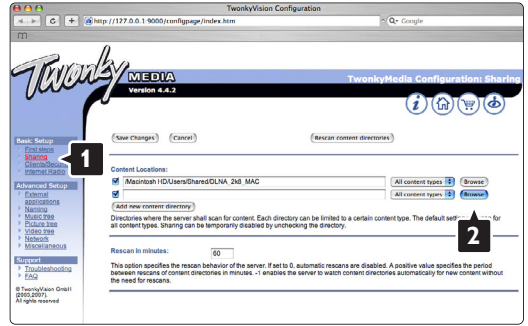 TwonkyVision Configuration
http://127.0.0.1:9000/configpage/index.htm
Google
Twonky MEDIA
Version 4.4.2
TwonkyMedia Configuration: Sharing
Save Changes
Cancel
Rescan content directories
Basic Setup
First steps
Sharing
Clients/Security
Internet Radio
Advanced Setup
External applications
Naming
Music tree
Picture tree
Video tree
Network
Miscellaneous
Support
Troubleshooting
FAQ
© TwonkyVision GmbH
(2003,2007).
All rights reserved
1
Content Locations:
/Macintosh HD/Users/Shared/DLNA_2k8_MAC
All content types
Browse
All content types
Browse
Add new content directory
2
Directories where the server shall scan for content. Each directory can be limited to a certain content type. The default for
all content types. Sharing can be temporarily disabled by unchecking the directory.
Rescan in minutes:
60
This option specifies the rescan behavior of the server. If set to 0, automatic rescans are disabled. A positive value specifies the period
between rescans of content directories in minutes. -1 enables the server to watch content directories automatically for new content without
the need for rescans.